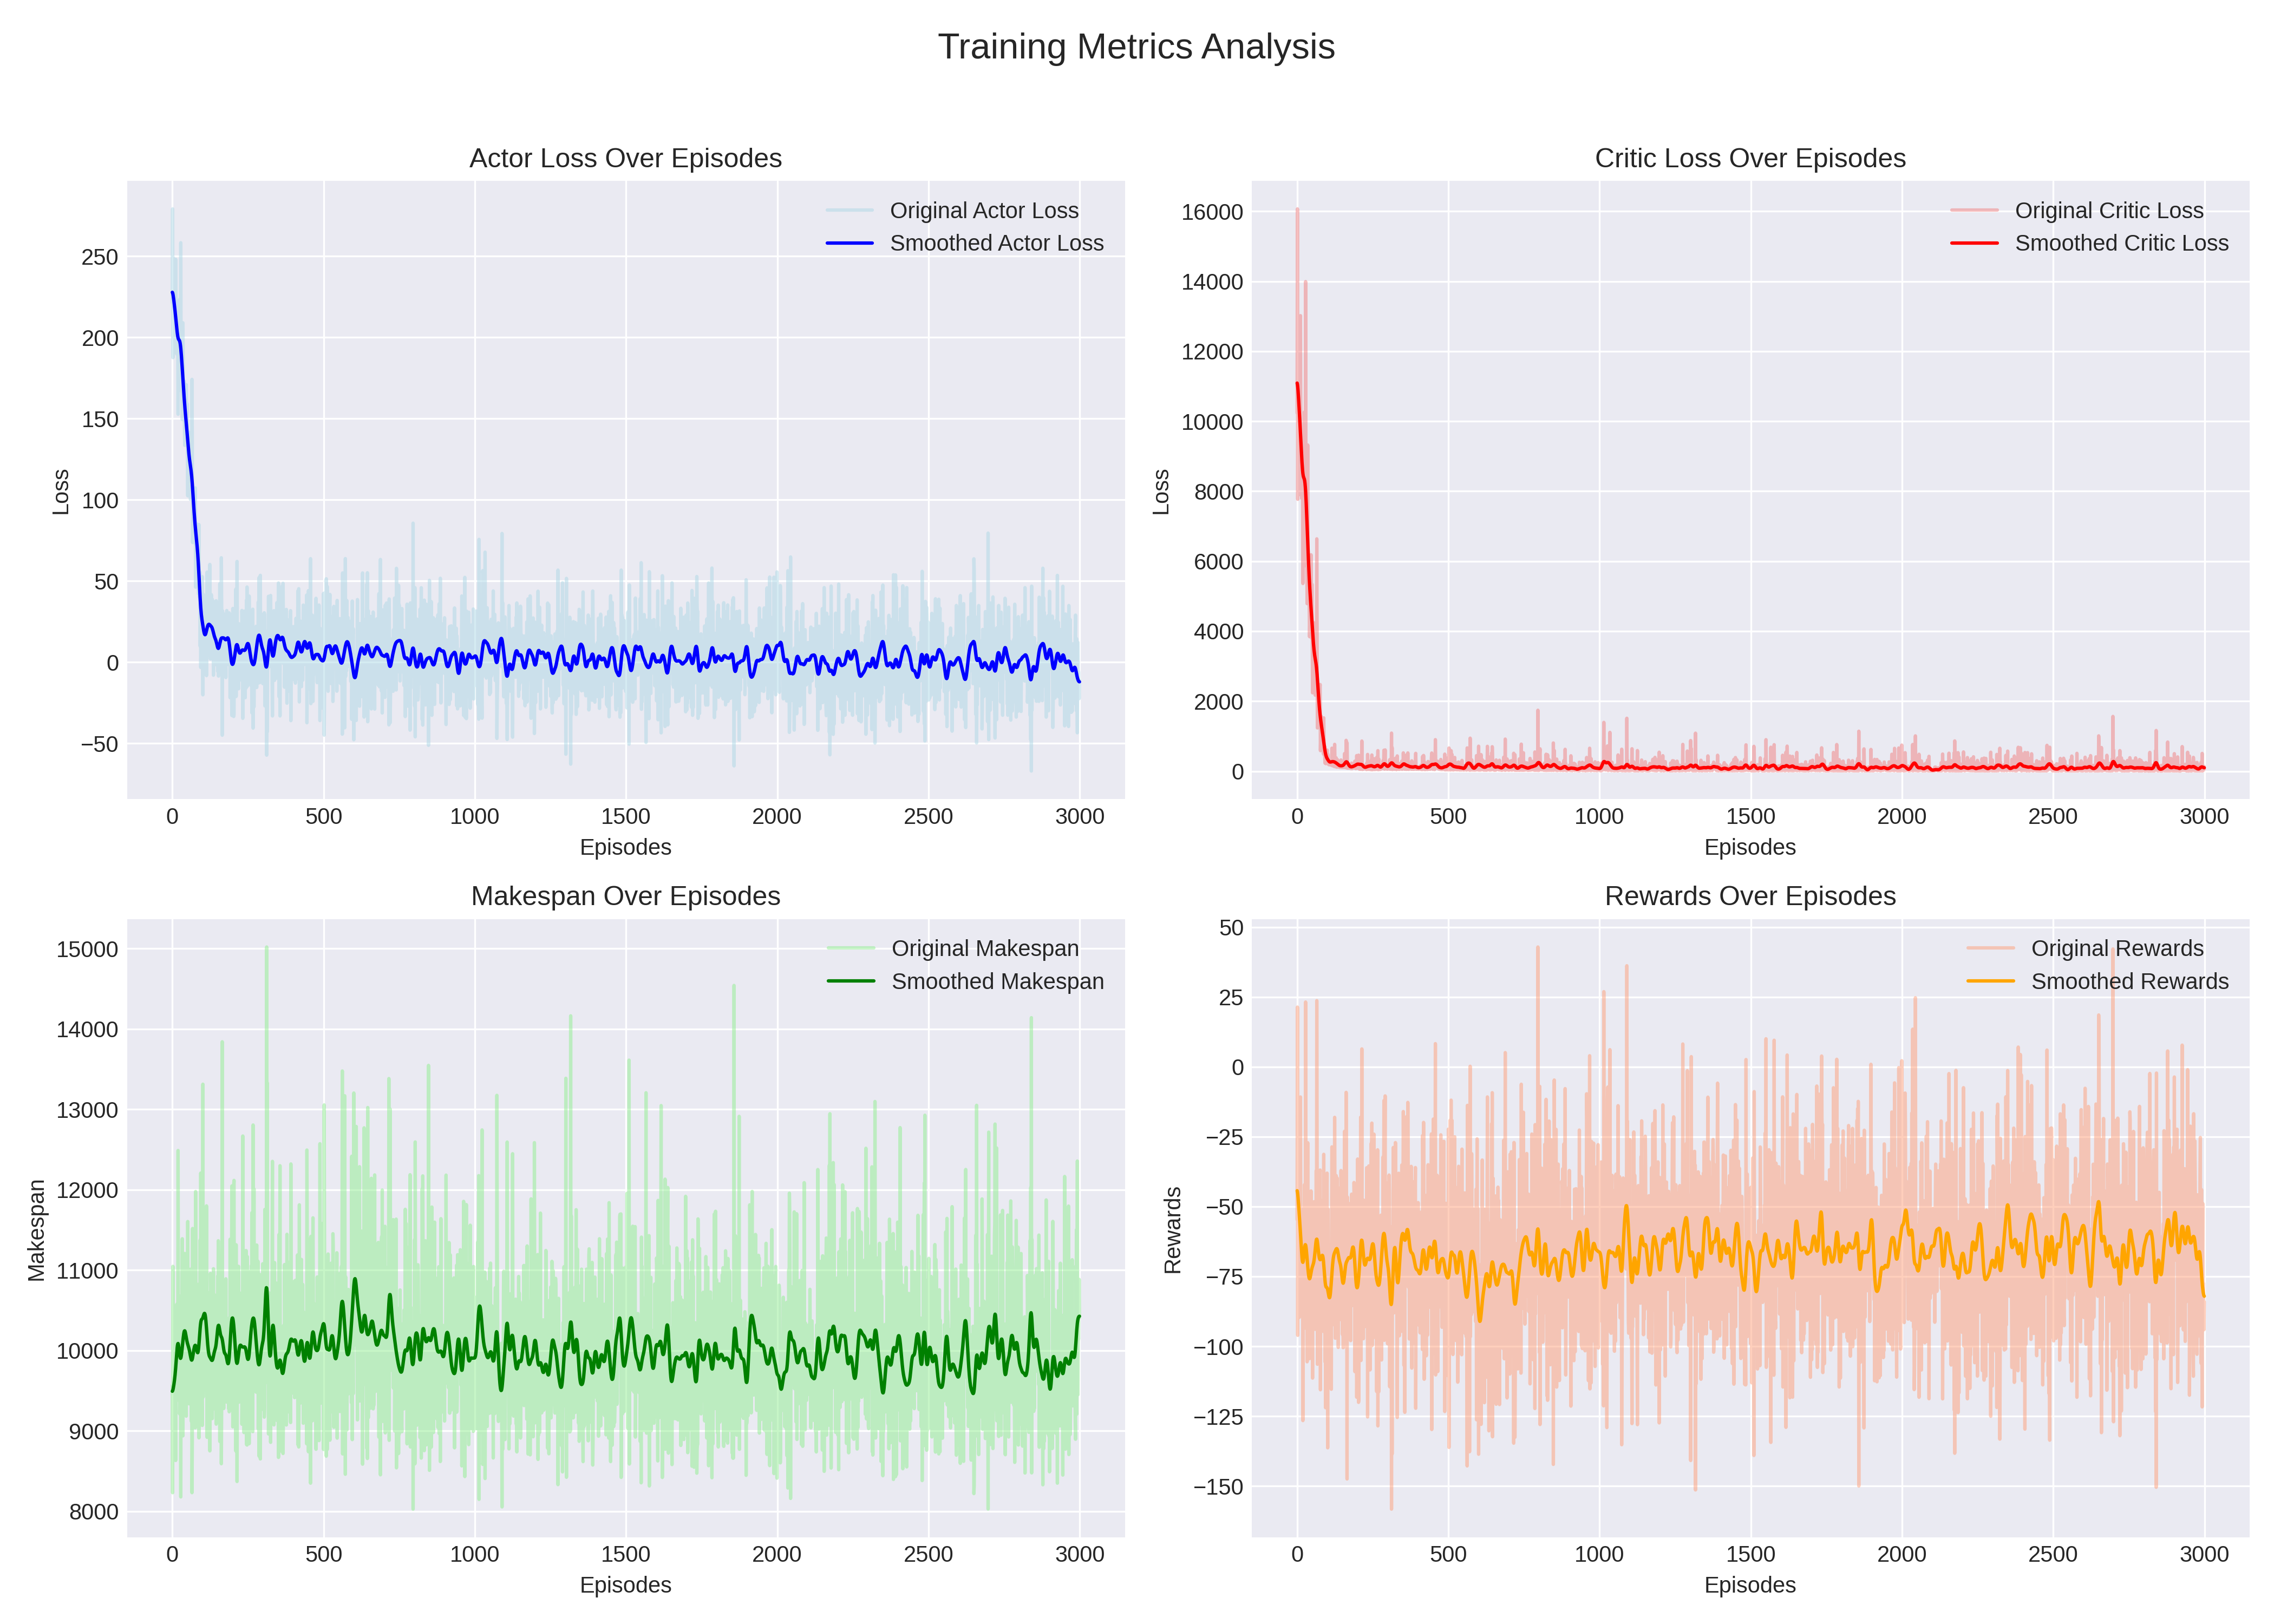 Training Metrics Analysis
Actor Loss Over Episodes
Original Actor Loss
Smoothed Actor Loss
Loss
250
200
150
100
50
0
−50
0 500 1000 1500 2000 2500 3000
Episodes
Critic Loss Over Episodes
Original Critic Loss
Smoothed Critic Loss
Loss
16000
14000
12000
10000
8000
6000
4000
2000
0
0 500 1000 1500 2000 2500 3000
Episodes
Makespan Over Episodes
Original Makespan
Smoothed Makespan
Makespan
15000
14000
13000
12000
11000
10000
9000
8000
0 500 1000 1500 2000 2500 3000
Episodes
Rewards Over Episodes
Original Rewards
Smoothed Rewards
Rewards
50
25
0
−25
−50
−75
−100
−125
−150
0 500 1000 1500 2000 2500 3000
Episodes